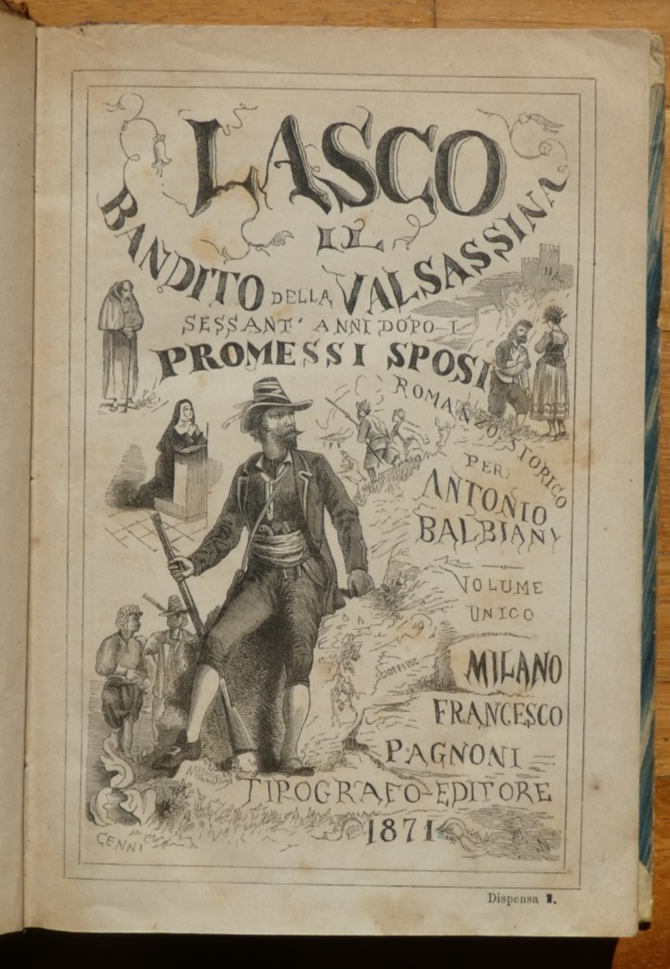 LASCO
IL
BANDITO DELLA VALSASSINA
SESSANT' ANNI DOPO I
PROMESSI SPOSI
ROMANZO STORICO
PER
ANTONIO
BALBIANI
VOLUME
UNICO
MILANO
FRANCESCO
PAGNONI
TIPOGRAFO-EDITORE
1871
CENNI
Dispensa 1.